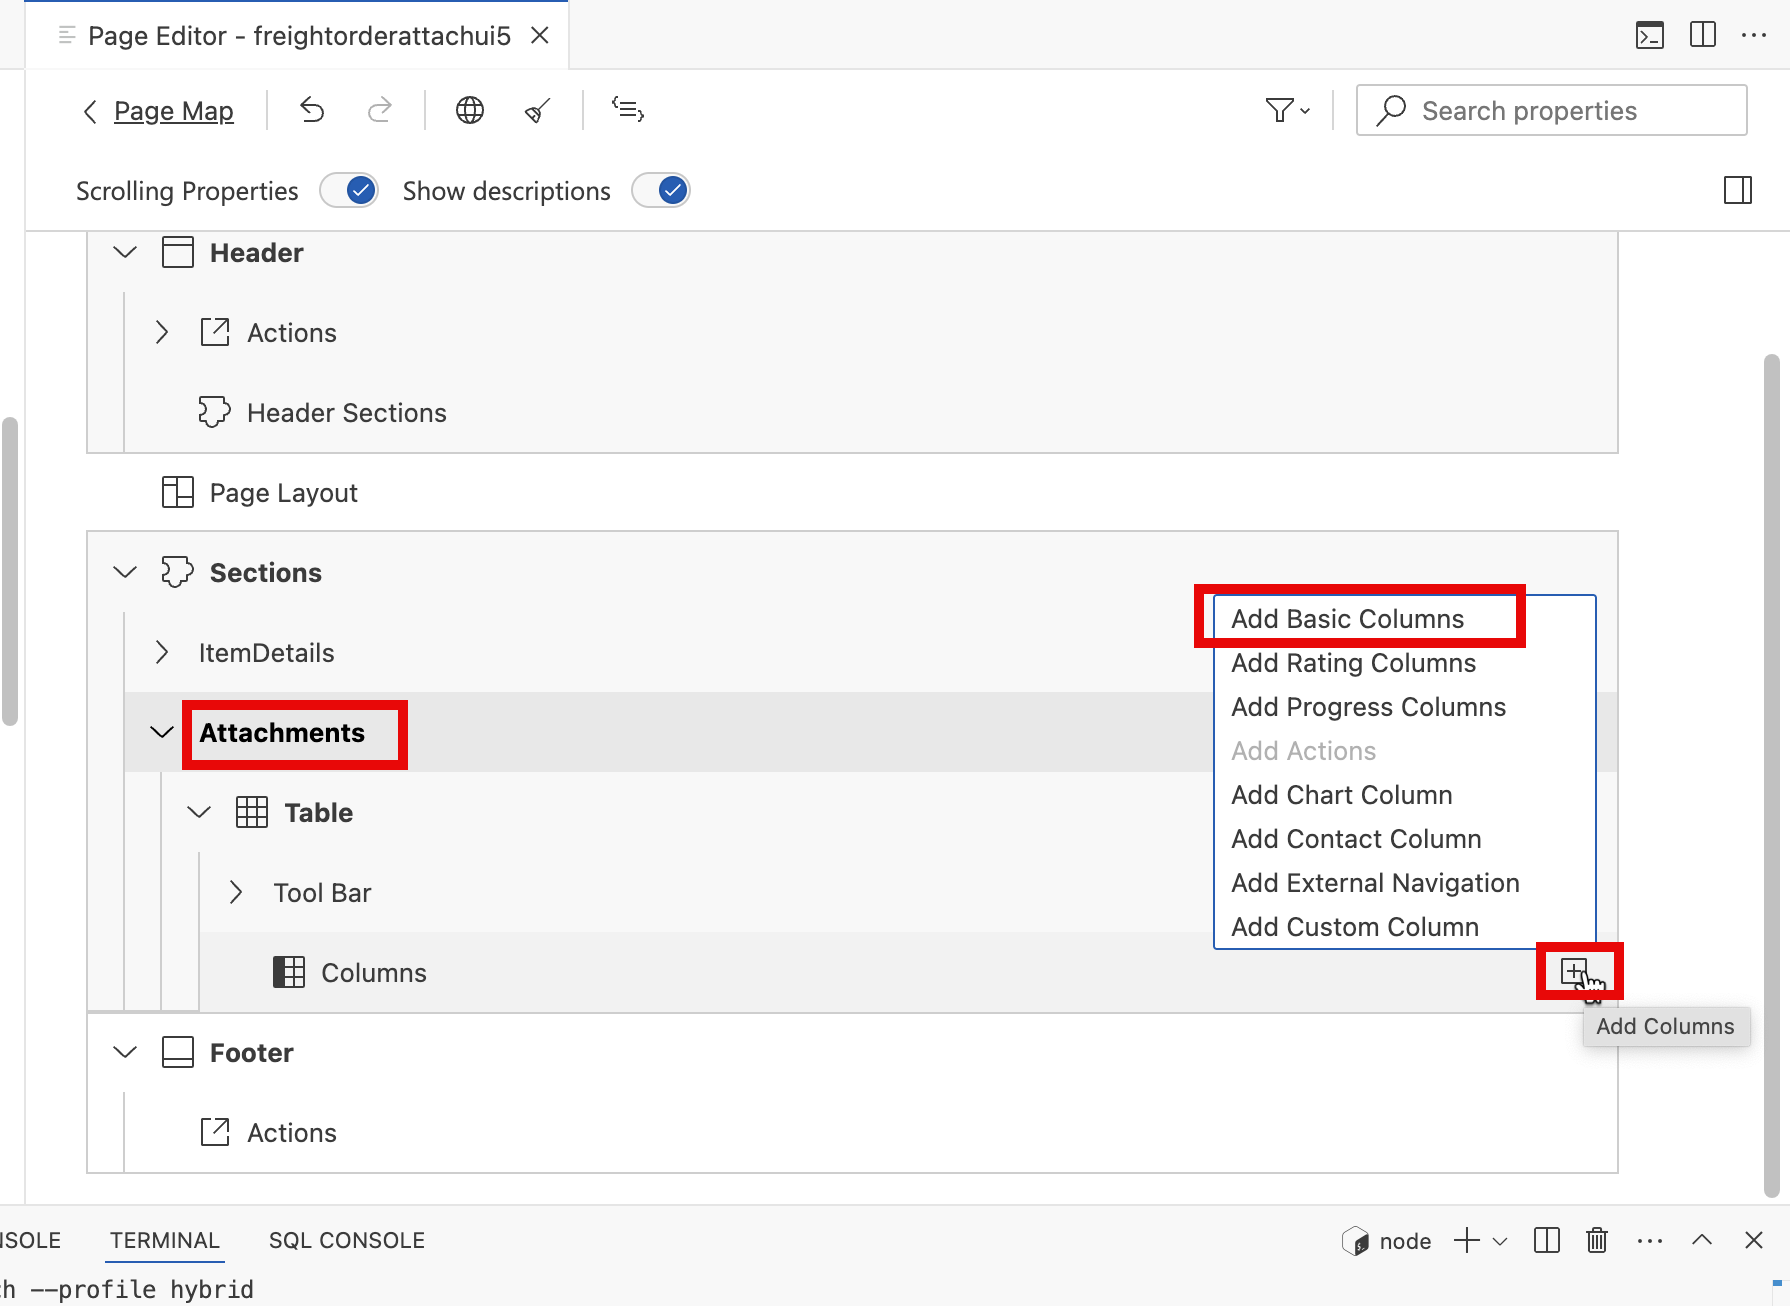 Page Editor - freightorderattachui5
Page Map
Search properties
Scrolling Properties
Show descriptions
Header
Actions
Header Sections
Page Layout
Sections
ItemDetails
Attachments
Table
Tool Bar
Columns
Add Basic Columns
Add Rating Columns
Add Progress Columns
Add Actions
Add Chart Column
Add Contact Column
Add External Navigation
Add Custom Column
Add Columns
Footer
Actions
NSOLE TERMINAL SQL CONSOLE node
h --profile hybrid